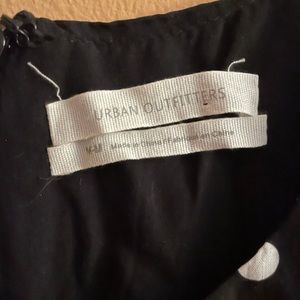 URBAN OUTFITTERS
Made in China / Fabriqué en Chine